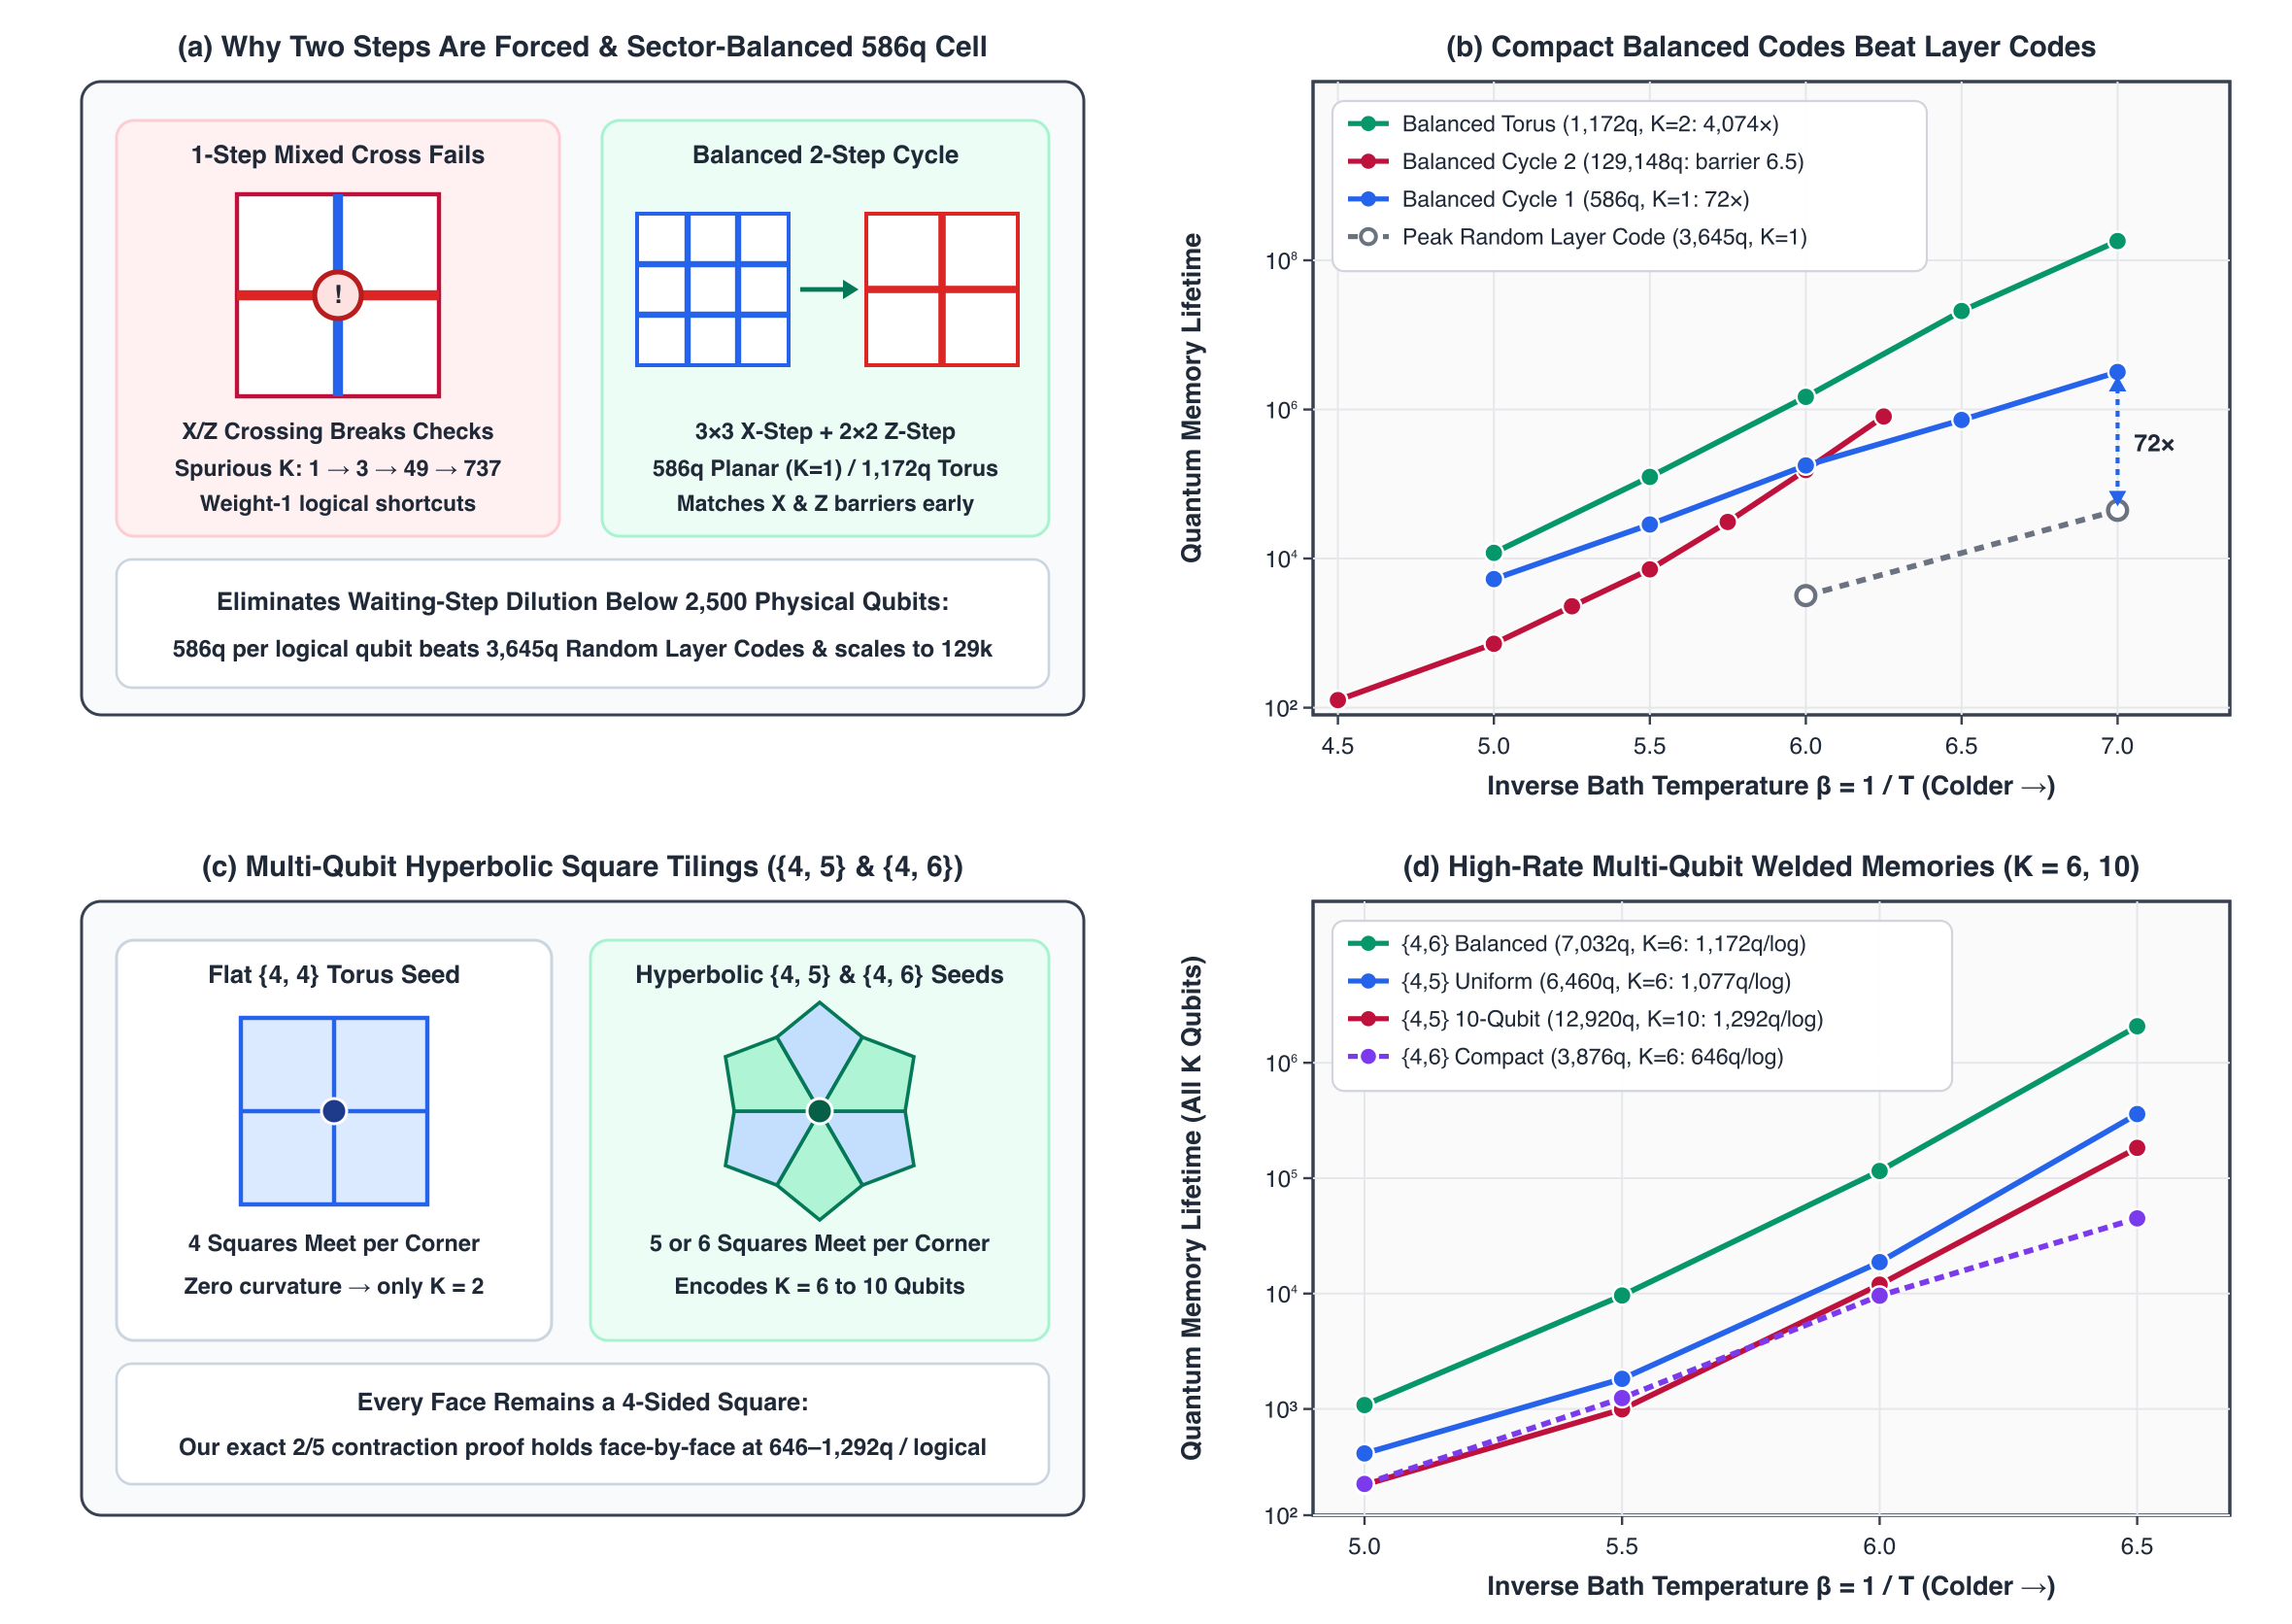 (a) Why Two Steps Are Forced & Sector-Balanced 586q Cell
1-Step Mixed Cross Fails
!
X/Z Crossing Breaks Checks
Spurious K: 1 → 3 → 49 → 737
Weight-1 logical shortcuts
Balanced 2-Step Cycle
3×3 X-Step + 2×2 Z-Step
586q Planar (K=1) / 1,172q Torus
Matches X & Z barriers early
Eliminates Waiting-Step Dilution Below 2,500 Physical Qubits:
586q per logical qubit beats 3,645q Random Layer Codes & scales to 129k
(b) Compact Balanced Codes Beat Layer Codes
Balanced Torus (1,172q, K=2: 4,074×)
Balanced Cycle 2 (129,148q: barrier 6.5)
Balanced Cycle 1 (586q, K=1: 72×)
Peak Random Layer Code (3,645q, K=1)
Quantum Memory Lifetime
10⁸
10⁶
10⁴
10²
72×
4.5
5.0
5.5
6.0
6.5
7.0
Inverse Bath Temperature β = 1 / T (Colder →)
(c) Multi-Qubit Hyperbolic Square Tilings ({4, 5} & {4, 6})
Flat {4, 4} Torus Seed
4 Squares Meet per Corner
Zero curvature → only K = 2
Hyperbolic {4, 5} & {4, 6} Seeds
5 or 6 Squares Meet per Corner
Encodes K = 6 to 10 Qubits
Every Face Remains a 4-Sided Square:
Our exact 2/5 contraction proof holds face-by-face at 646–1,292q / logical
(d) High-Rate Multi-Qubit Welded Memories (K = 6, 10)
{4,6} Balanced (7,032q, K=6: 1,172q/log)
{4,5} Uniform (6,460q, K=6: 1,077q/log)
{4,5} 10-Qubit (12,920q, K=10: 1,292q/log)
{4,6} Compact (3,876q, K=6: 646q/log)
Quantum Memory Lifetime (All K Qubits)
10⁶
10⁵
10⁴
10³
10²
5.0
5.5
6.0
6.5
Inverse Bath Temperature β = 1 / T (Colder →)